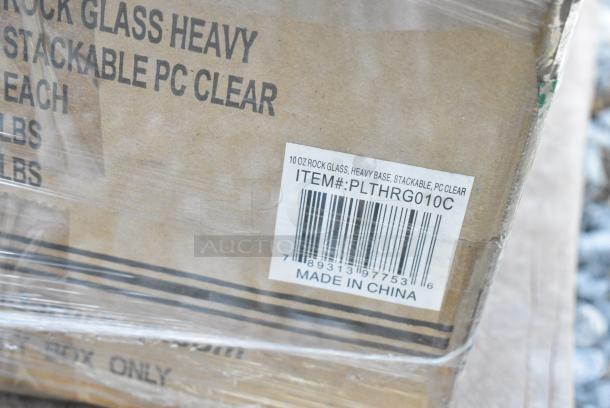 ROCK GLASS HEAVY
STACKABLE PC CLEAR
EACH
LBS
LBS
10 OZ ROCK GLASS, HEAVY BASE, STACKABLE, PC CLEAR
ITEM#:PLTHRG010C
7 89313 97753 6
MADE IN CHINA
BOX ONLY